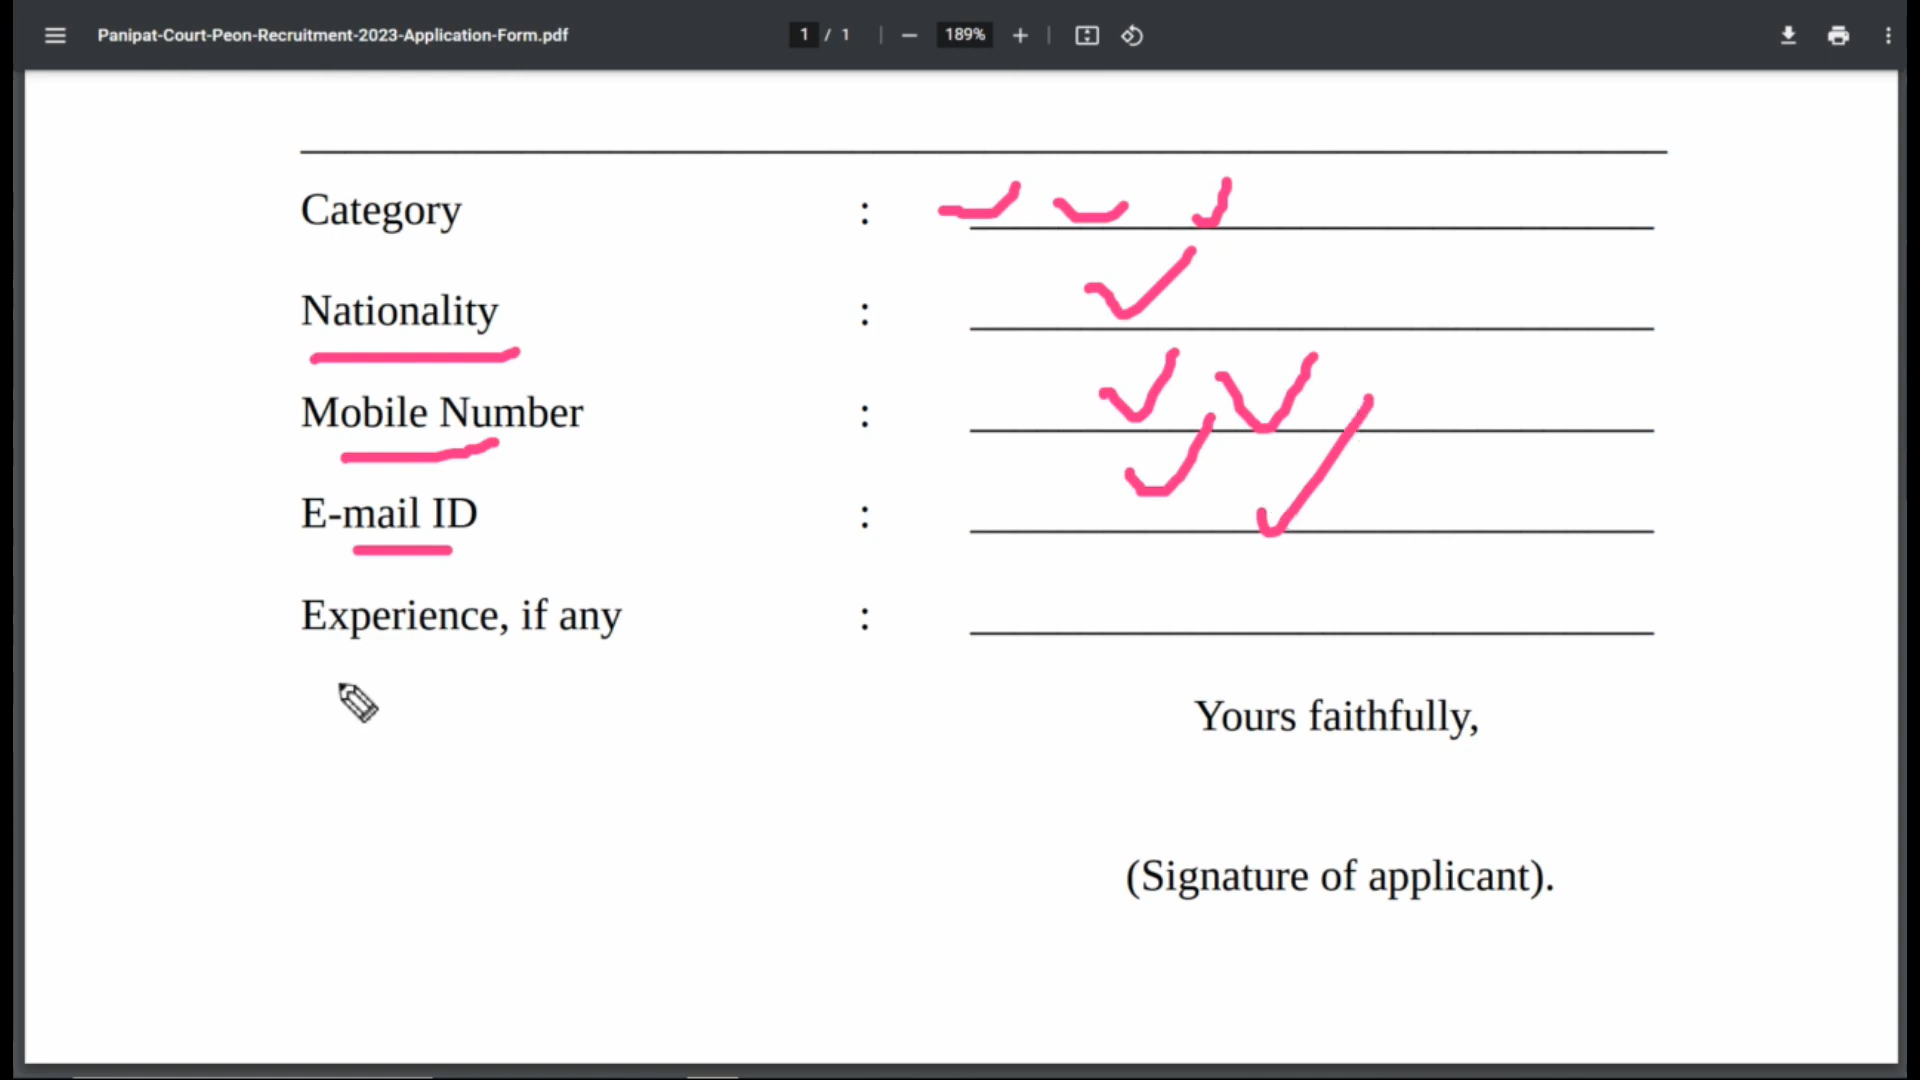 Panipat-Court-Peon-Recruitment-2023-Application-Form.pdf 1 / 1 189%
Category :
Nationality :
Mobile Number :
E-mail ID :
Experience, if any :
Yours faithfully,
(Signature of applicant).